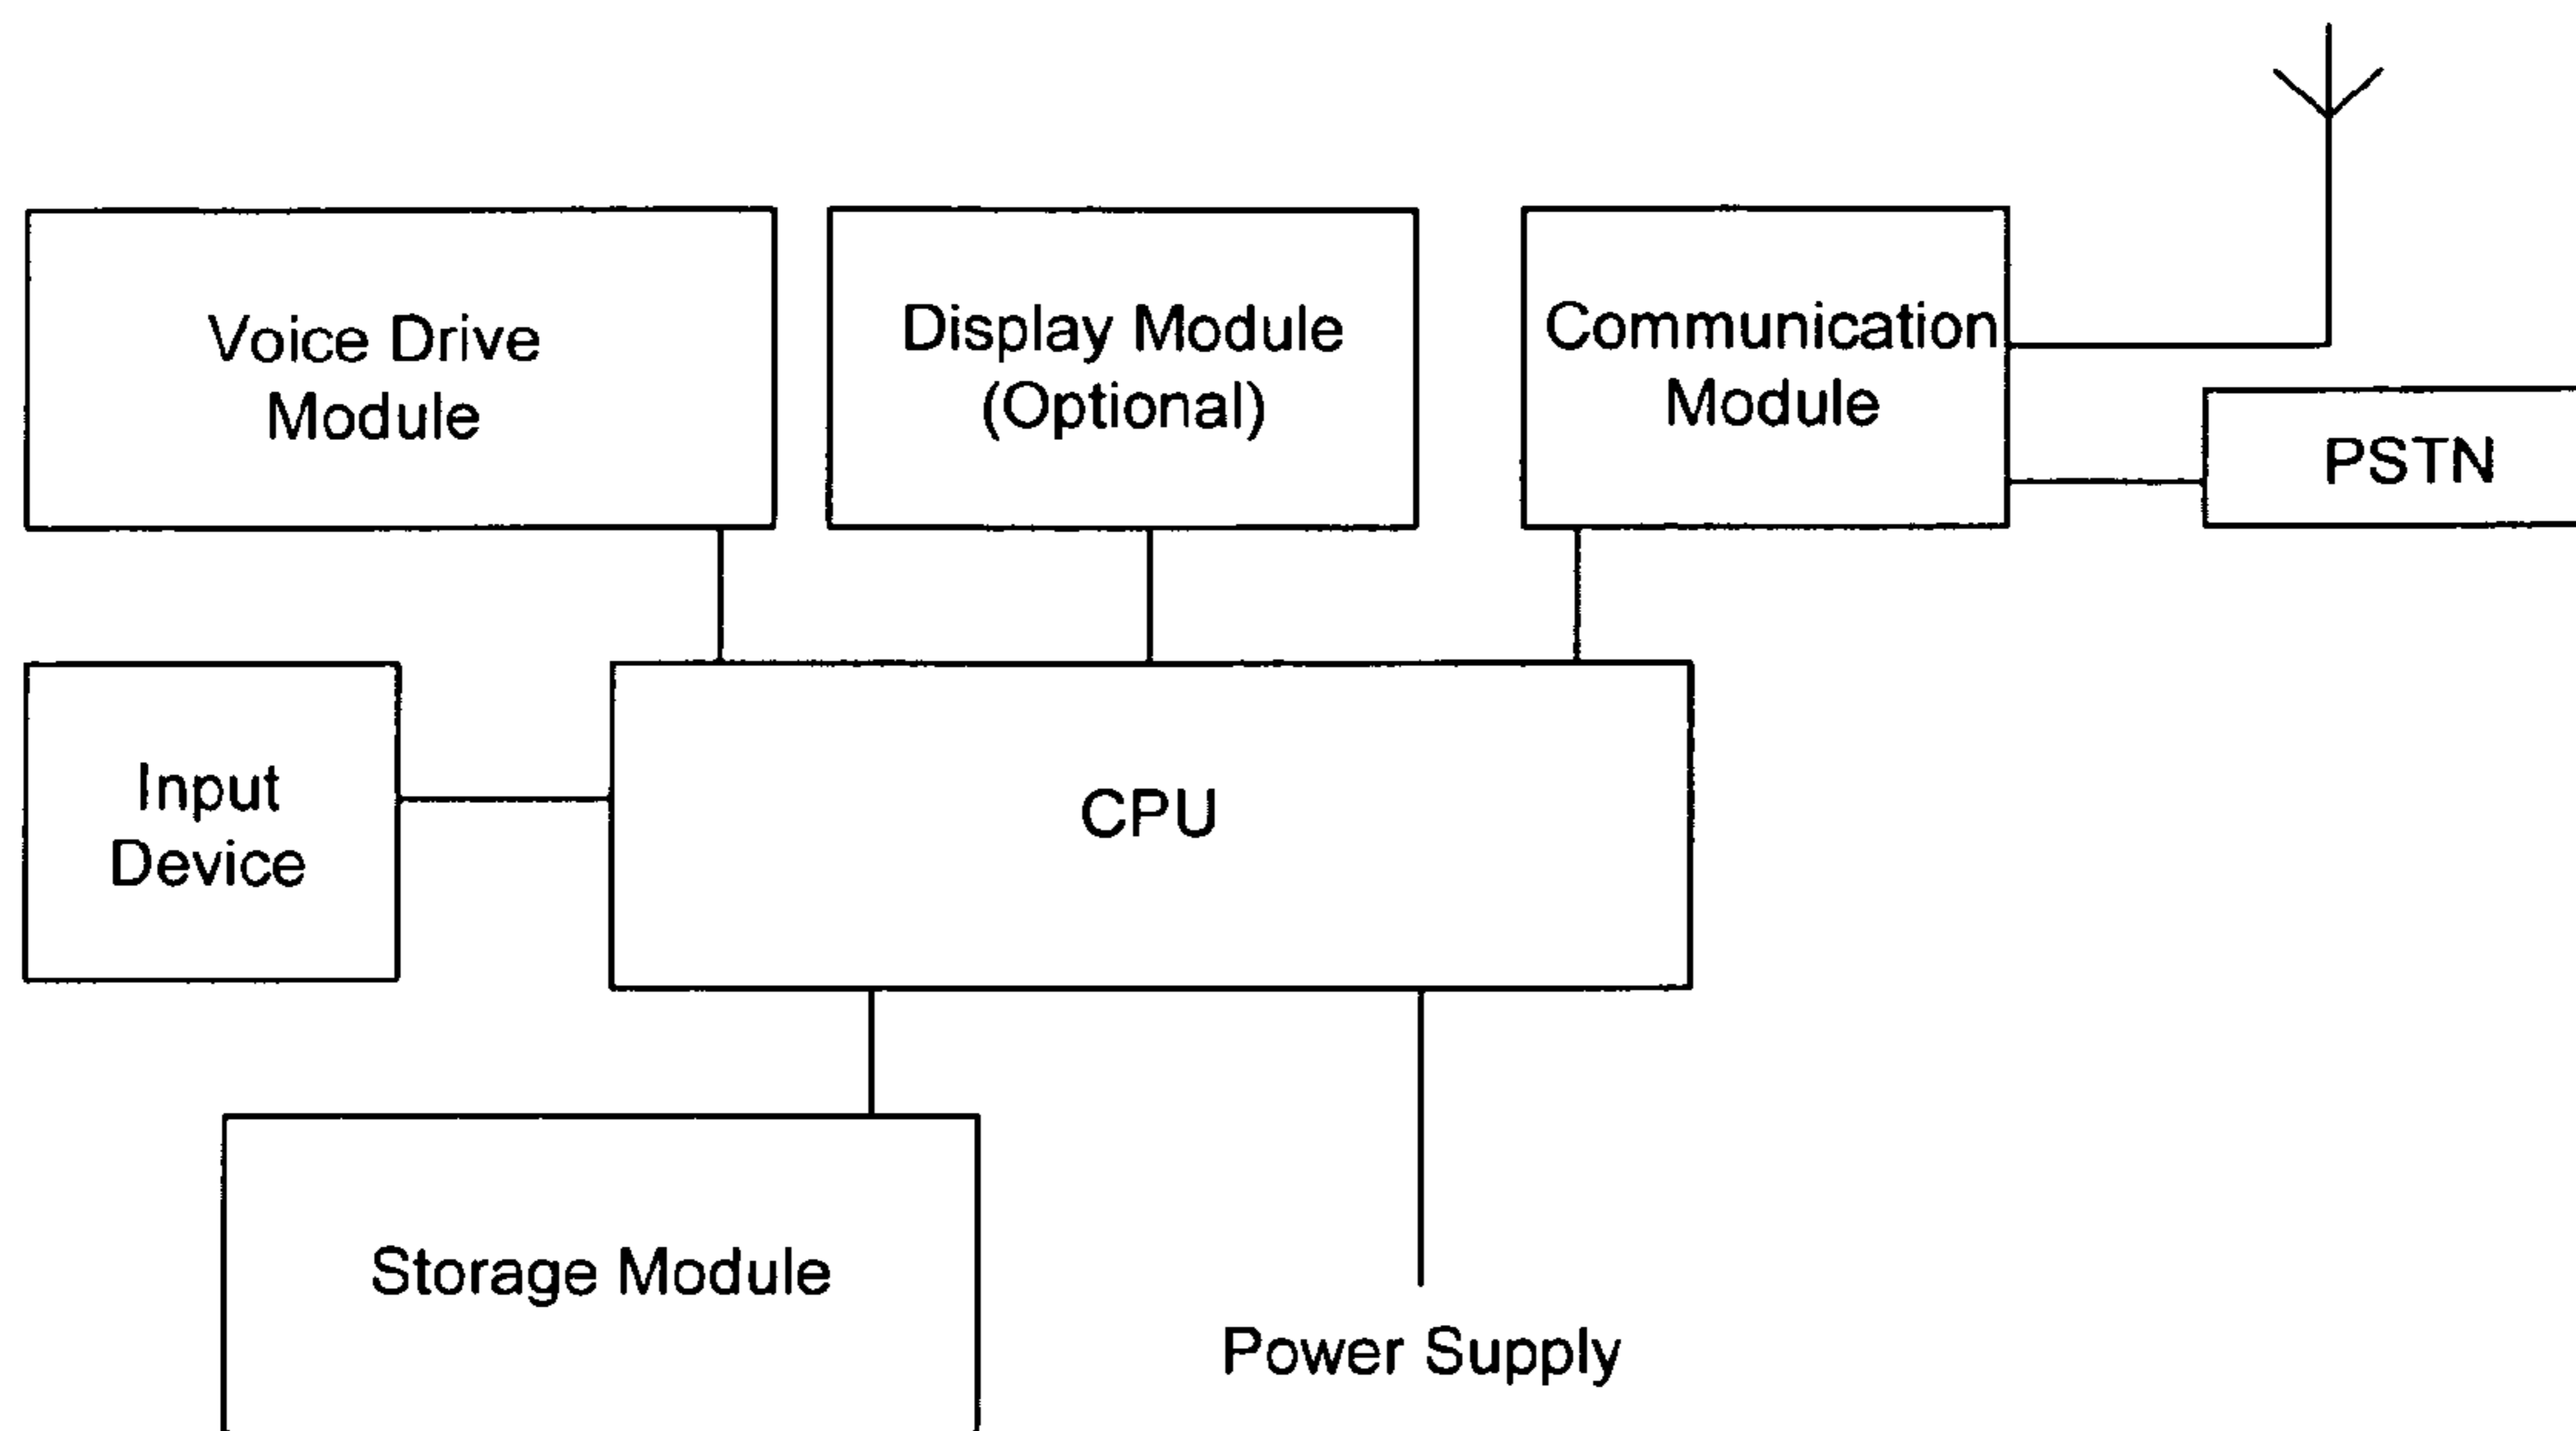 Voice Drive
Module
Display Module
(Optional)
Communication
Module
PSTN
Input
Device
CPU
Storage Module
Power Supply